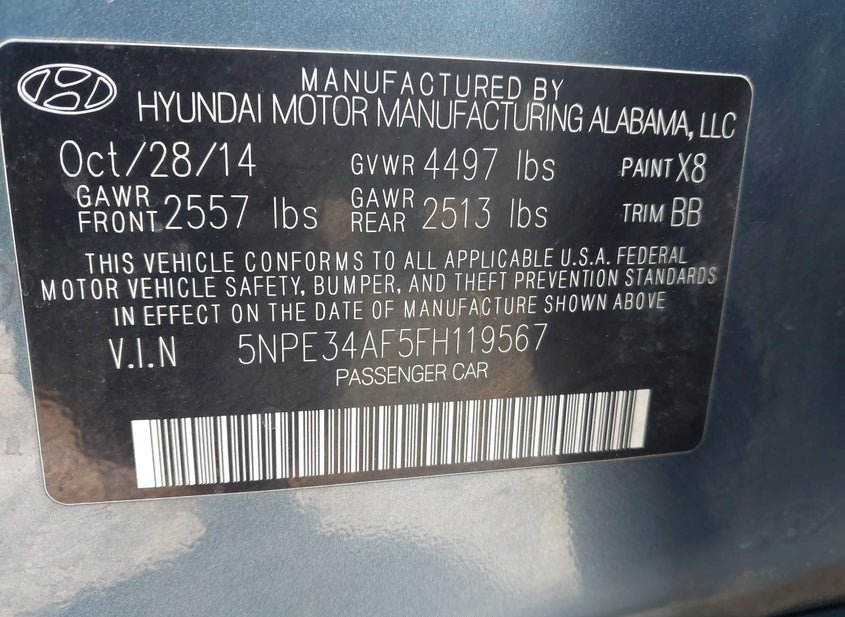 MANUFACTURED BY
HYUNDAI MOTOR MANUFACTURING ALABAMA, LLC
Oct/28/14 GVWR 4497 lbs PAINT X8
GAWR FRONT 2557 lbs GAWR REAR 2513 lbs TRIM BB
THIS VEHICLE CONFORMS TO ALL APPLICABLE U.S.A. FEDERAL
MOTOR VEHICLE SAFETY, BUMPER, AND THEFT PREVENTION STANDARDS
IN EFFECT ON THE DATE OF MANUFACTURE SHOWN ABOVE
V.I.N 5NPE34AF5FH119567
PASSENGER CAR